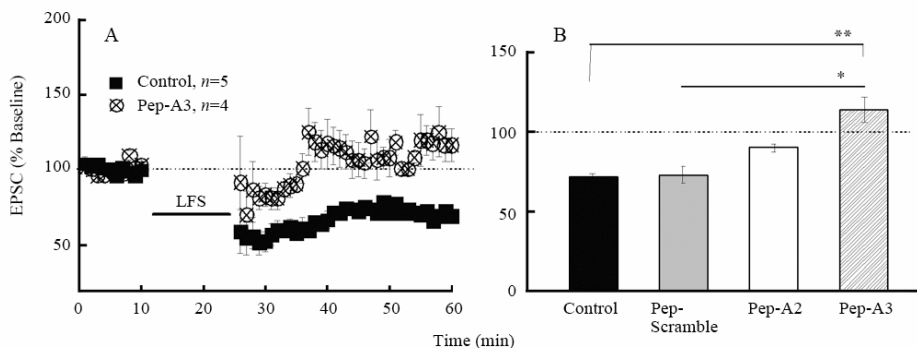 A
Control, n=5
Pep-A3, n=4
EPSC (% Baseline)
200
150
100
50
LFS
0 10 20 30 40 50 60
Time (min)
B
**
*
150
100
50
0
Control
Pep-
Scramble
Pep-A2
Pep-A3